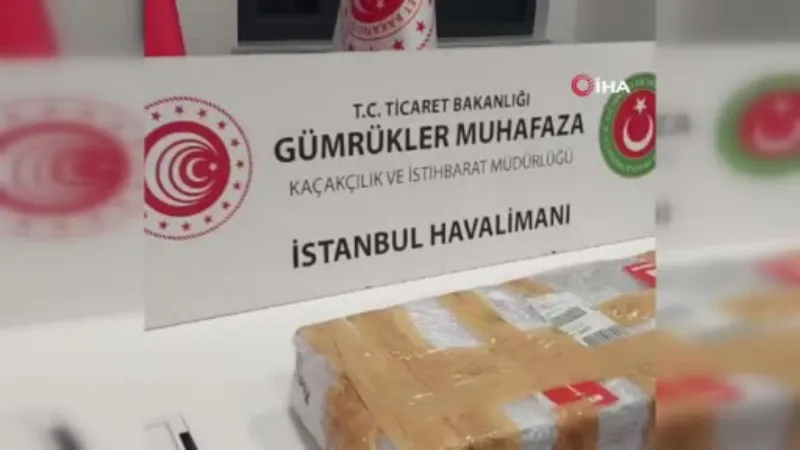 İHA
T.C. TİCARET BAKANLIĞI
GÜMRÜKLER MUHAFAZA
KAÇAKÇILIK VE İSTİHBARAT MÜDÜRLÜĞÜ
İSTANBUL HAVALİMANI